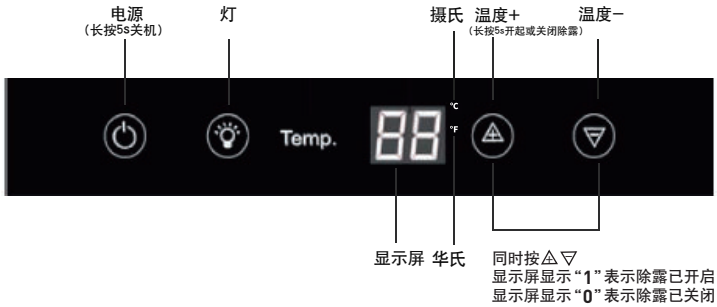 电源
（长按5s关机）
灯
摄氏
温度+
（长按5s开起或关闭除露）
温度−
℃
Temp.
88
°F
显示屏
华氏
同时按
显示屏显示“1”表示除露已开启
显示屏显示“0”表示除露已关闭